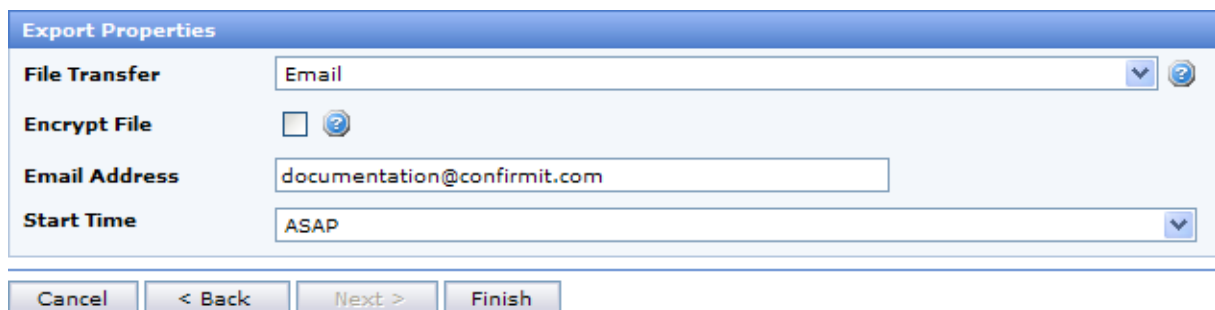 Export Properties
File Transfer Email
Encrypt File
Email Address documentation@confirmit.com
Start Time ASAP
Cancel < Back Next > Finish